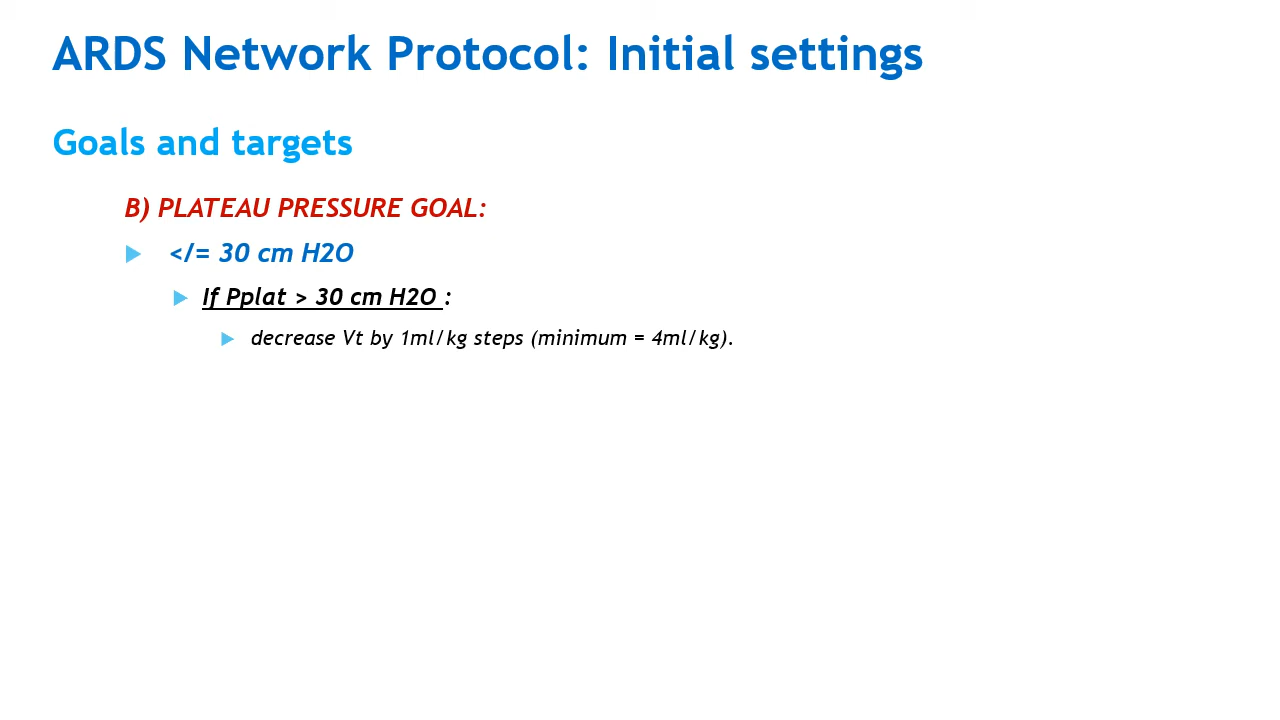 ARDS Network Protocol: Initial settings
Goals and targets
B) PLATEAU PRESSURE GOAL:
</= 30 cm H2O
If Pplat > 30 cm H2O :
decrease Vt by 1ml/kg steps (minimum = 4ml/kg).